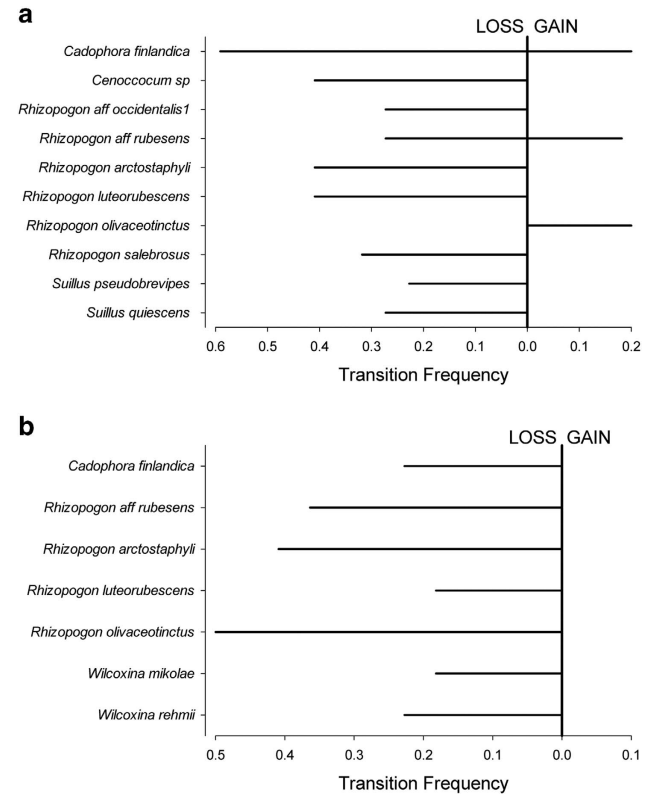 a
LOSS GAIN
Cadophora finlandica
Cenoccocum sp
Rhizopogon aff occidentalis1
Rhizopogon aff rubesens
Rhizopogon arctostaphyli
Rhizopogon luteorubescens
Rhizopogon olivaceotinctus
Rhizopogon salebrosus
Suillus pseudobrevipes
Suillus quiescens
0.6 0.5 0.4 0.3 0.2 0.1 0.0 0.1 0.2
Transition Frequency
b
LOSS GAIN
Cadophora finlandica
Rhizopogon aff rubesens
Rhizopogon arctostaphyli
Rhizopogon luteorubescens
Rhizopogon olivaceotinctus
Wilcoxina mikolae
Wilcoxina rehmii
0.5 0.4 0.3 0.2 0.1 0.0 0.1
Transition Frequency